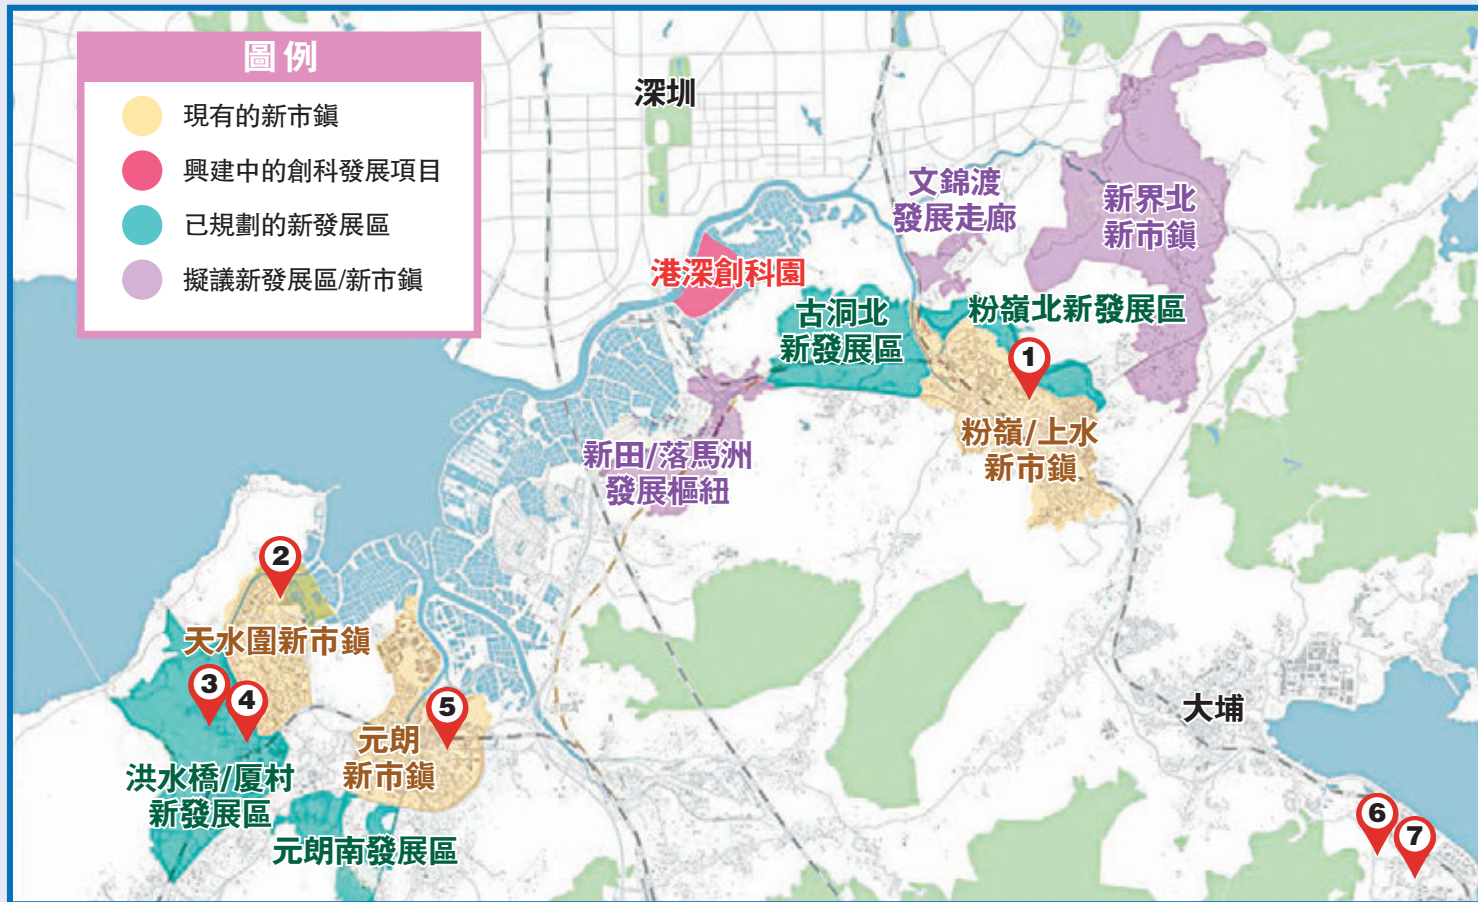 圖例
現有的新市鎮
興建中的創科發展項目
已規劃的新發展區
擬議新發展區/新市鎮
深圳
文錦渡
發展走廊
新界北
新市鎮
港深創科園
古洞北
新發展區
粉嶺北新發展區
1
粉嶺/上水
新市鎮
新田/落馬洲
發展樞紐
2
天水圍新市鎮
3
4
5
元朗
新市鎮
大埔
洪水橋/厦村
新發展區
元朗南發展區
6
7